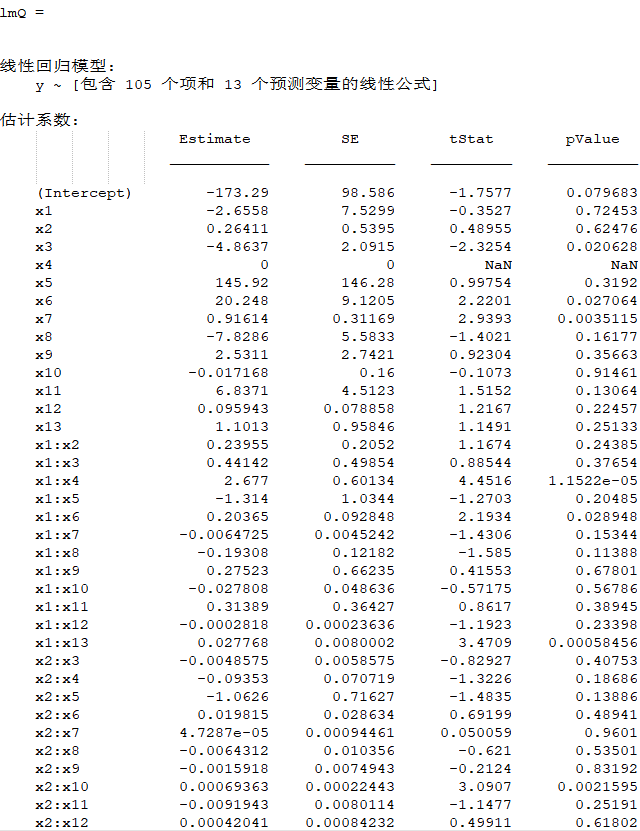 lmQ =
线性回归模型:
y ~ [包含 105 个项和 13 个预测变量的线性公式]
估计系数:
Estimate SE tStat pValue
(Intercept) -173.29 98.586 -1.7577 0.079683
x1 -2.6558 7.5299 -0.3527 0.72453
x2 0.26411 0.5395 0.48955 0.62476
x3 -4.8637 2.0915 -2.3254 0.020628
x4 0 0 NaN NaN
x5 145.92 146.28 0.99754 0.3192
x6 20.248 9.1205 2.2201 0.027064
x7 0.91614 0.31169 2.9393 0.0035115
x8 -7.8286 5.5833 -1.4021 0.16177
x9 2.5311 2.7421 0.92304 0.35663
x10 -0.017168 0.16 -0.1073 0.91461
x11 6.8371 4.5123 1.5152 0.13064
x12 0.095943 0.078858 1.2167 0.22457
x13 1.1013 0.95846 1.1491 0.25133
x1:x2 0.23955 0.2052 1.1674 0.24385
x1:x3 0.44142 0.49854 0.88544 0.37654
x1:x4 2.677 0.60134 4.4516 1.1522e-05
x1:x5 -1.314 1.0344 -1.2703 0.20485
x1:x6 0.20365 0.092848 2.1934 0.028948
x1:x7 -0.0064725 0.0045242 -1.4306 0.15344
x1:x8 -0.19308 0.12182 -1.585 0.11388
x1:x9 0.27523 0.66235 0.41553 0.67801
x1:x10 -0.027808 0.048636 -0.57175 0.56786
x1:x11 0.31389 0.36427 0.8617 0.38945
x1:x12 -0.0002818 0.00023636 -1.1923 0.23398
x1:x13 0.027768 0.0080002 3.4709 0.00058456
x2:x3 -0.0048575 0.0058575 -0.82927 0.40753
x2:x4 -0.09353 0.070719 -1.3226 0.18686
x2:x5 -1.0626 0.71627 -1.4835 0.13886
x2:x6 0.019815 0.028634 0.69199 0.48941
x2:x7 4.7287e-05 0.00094461 0.050059 0.9601
x2:x8 -0.0064312 0.010356 -0.621 0.53501
x2:x9 -0.0015918 0.0074943 -0.2124 0.83192
x2:x10 0.00069363 0.00022443 3.0907 0.0021595
x2:x11 -0.0091943 0.0080114 -1.1477 0.25191
x2:x12 0.00042041 0.00084232 0.49911 0.61802